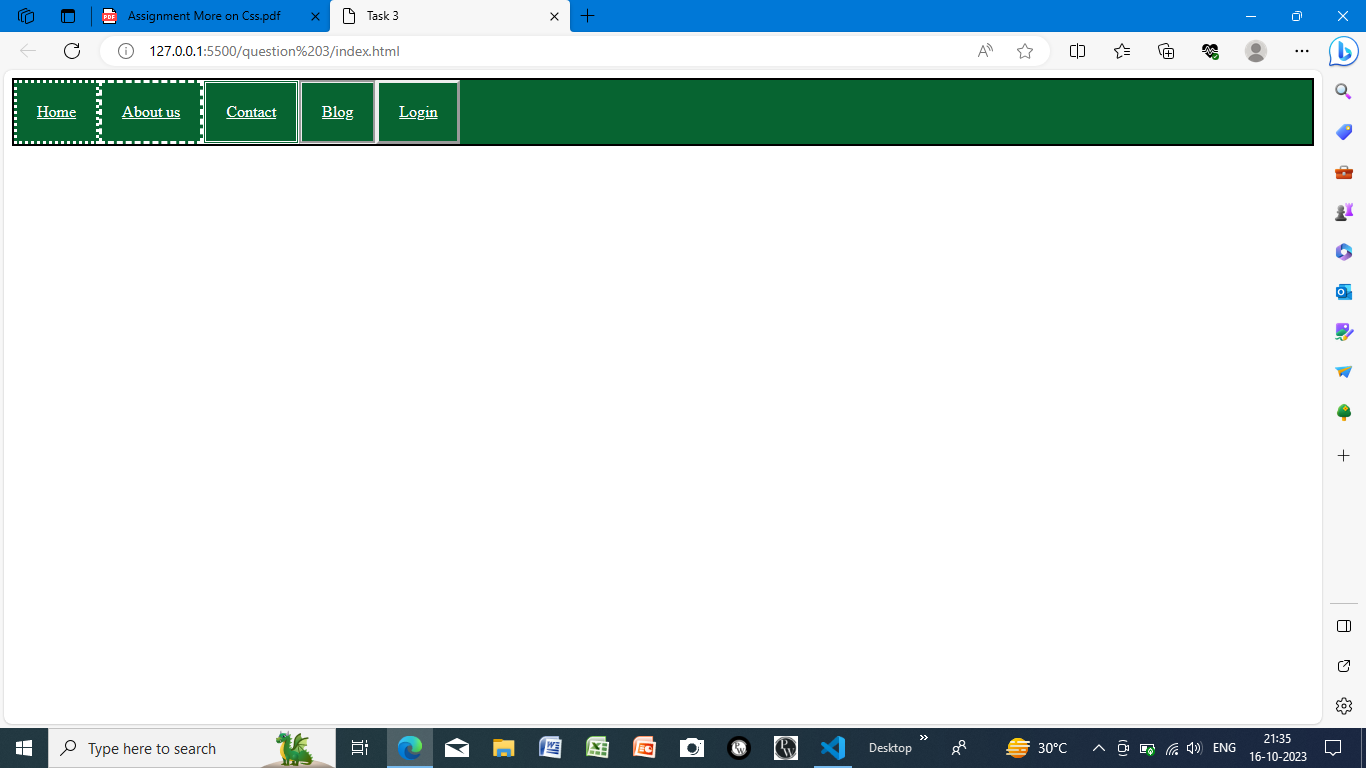 Assignment More on Css.pdf
Task 3
127.0.0.1:5500/question%203/index.html
Home About us Contact Blog Login
Type here to search
Desktop
30°C
ENG
21:35
16-10-2023